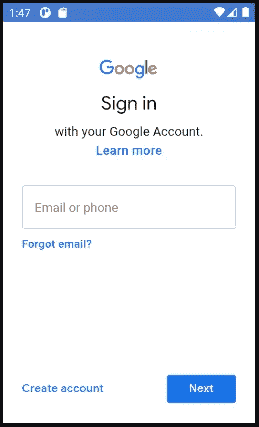 1:47
Google
Sign in
with your Google Account.
Learn more
Email or phone
Forgot email?
Create account
Next